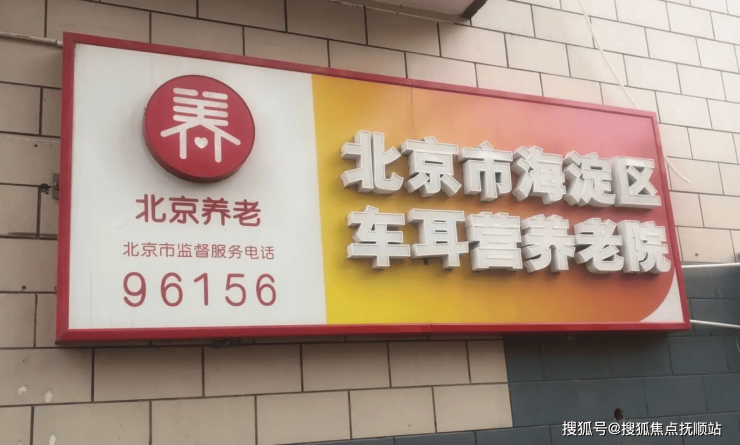 养
北京养老
北京市监督服务电话
96156
北京市海淀区
车耳营养老院
搜狐号@搜狐焦点抚顺站